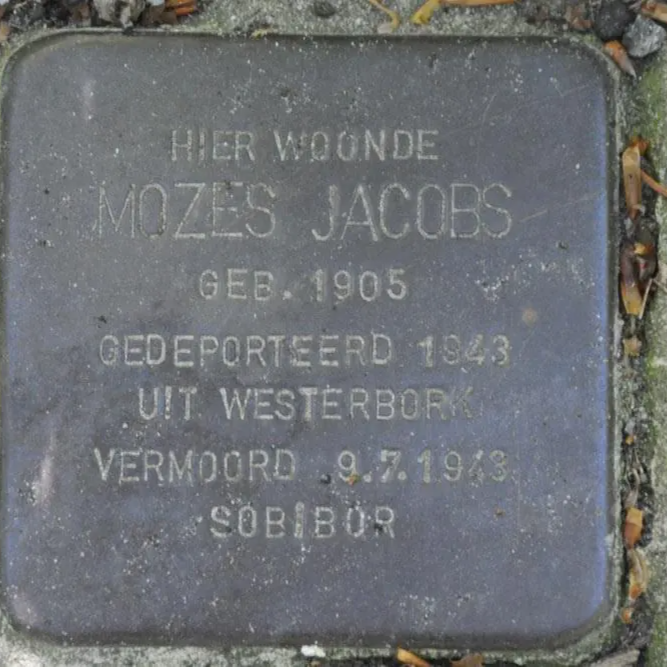 HIER WOONDE
MOZES JACOBS
GEB. 1905
GEDEPORTEERD 1943
UIT WESTERBORK
VERMOORD 9.7.1943
SOBIBOR